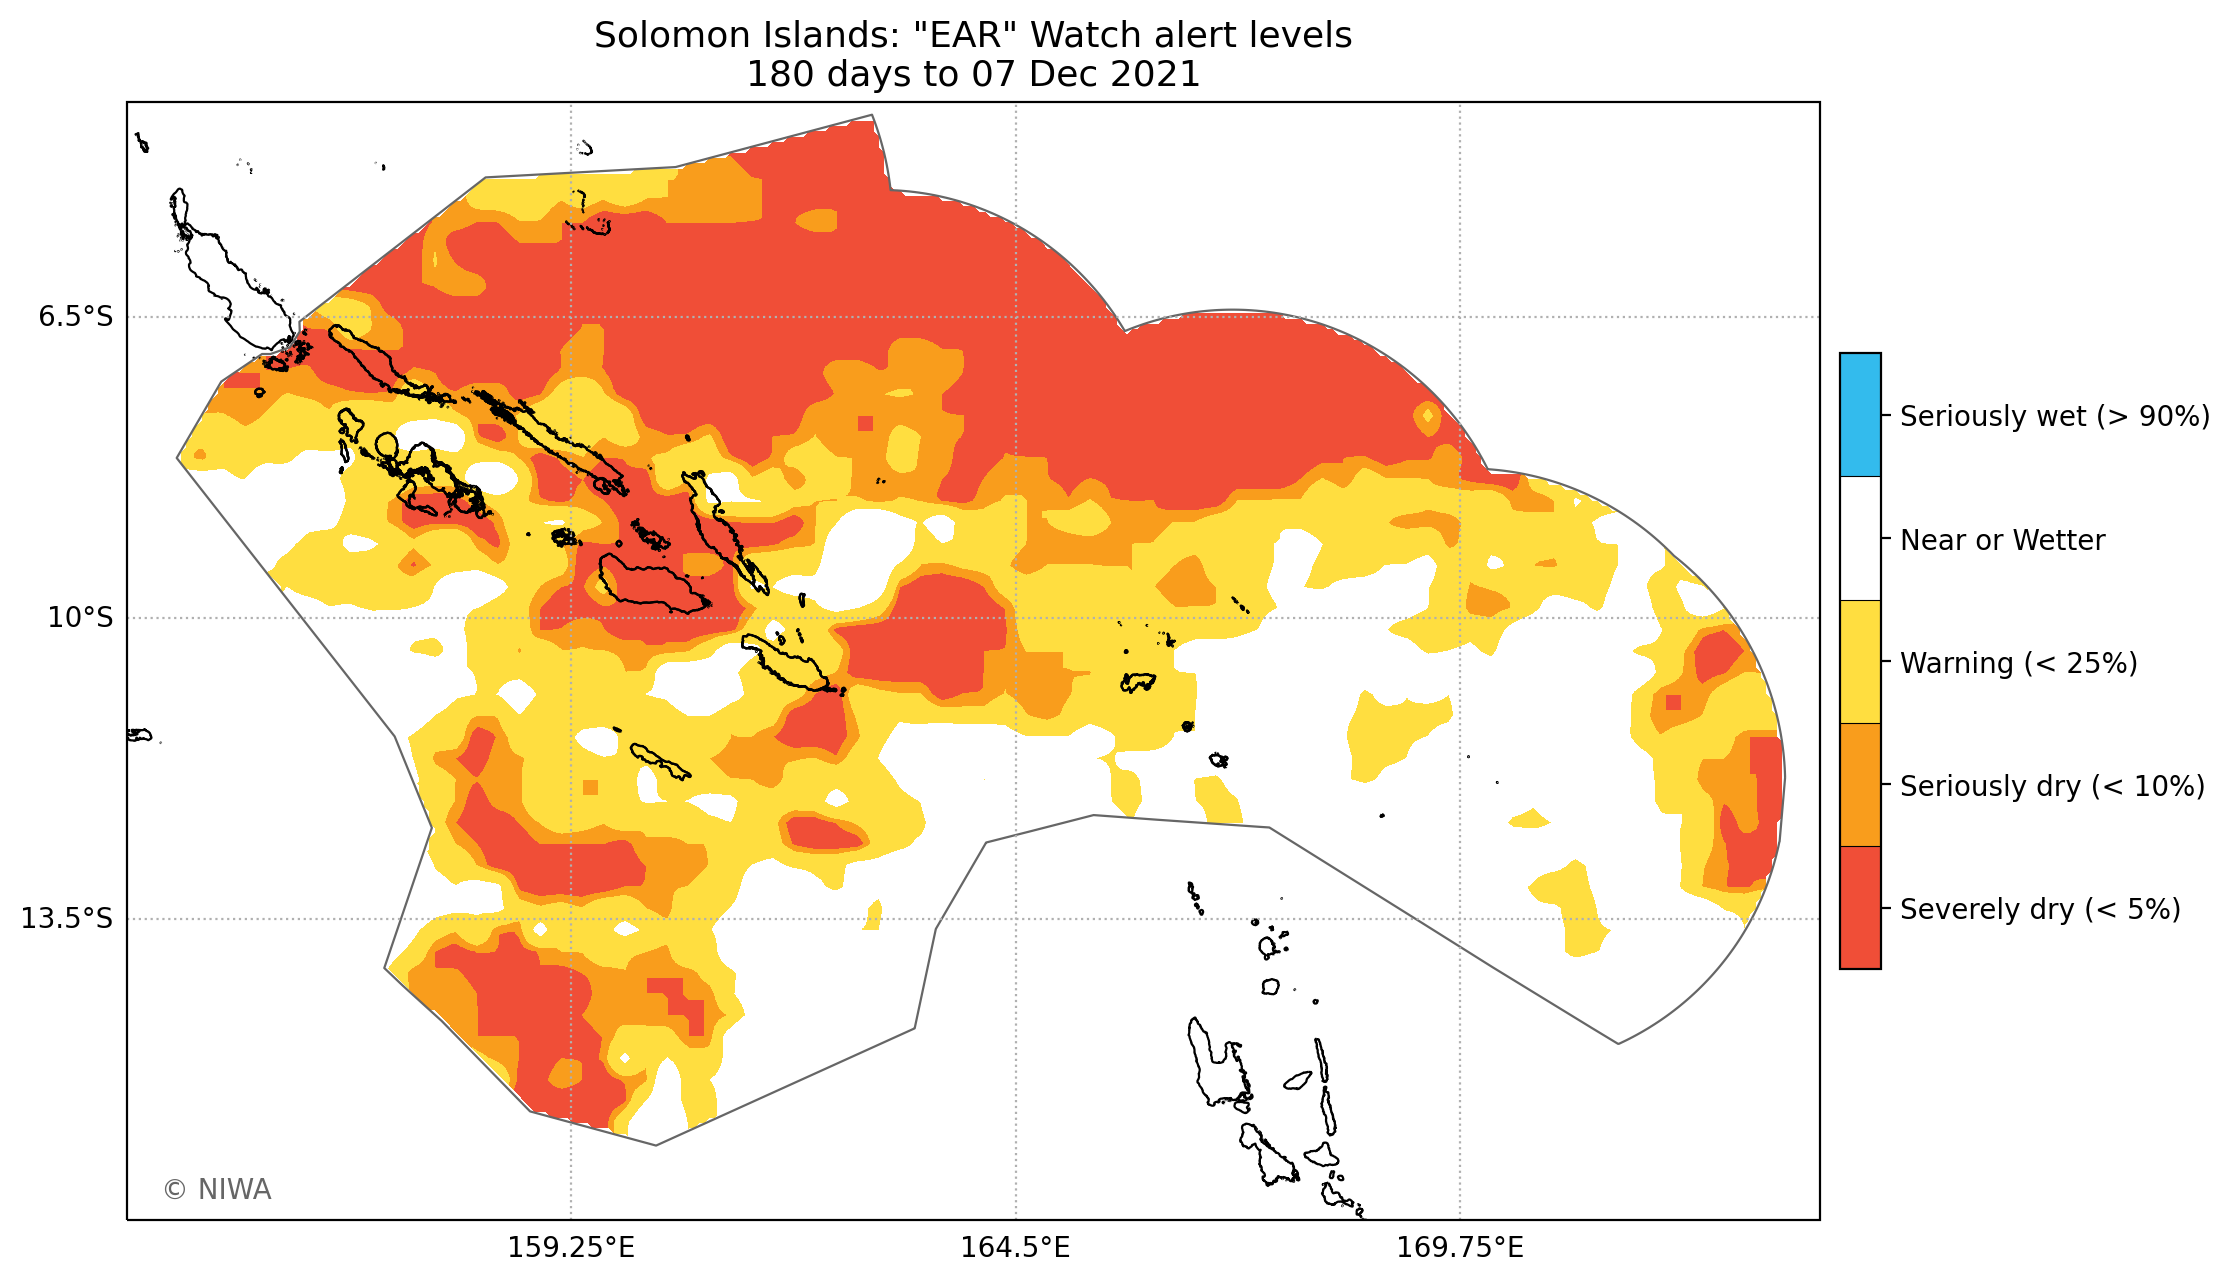 Solomon Islands: "EAR" Watch alert levels
180 days to 07 Dec 2021
6.5°S
10°S
13.5°S
159.25°E
164.5°E
169.75°E
Seriously wet (> 90%)
Near or Wetter
Warning (< 25%)
Seriously dry (< 10%)
Severely dry (< 5%)
© NIWA